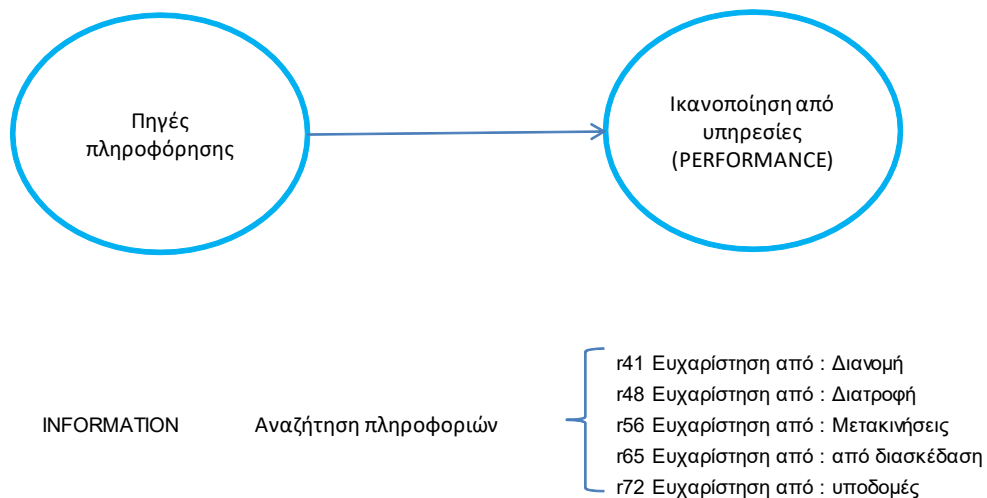 Πηγές
πληροφόρησης
Ικανοποίηση από
υπηρεσίες
(PERFORMANCE)
INFORMATION
Αναζήτηση πληροφοριών
r41 Ευχαρίστηση από : Διανομή
r48 Ευχαρίστηση από : Διατροφή
r56 Ευχαρίστηση από : Μετακινήσεις
r65 Ευχαρίστηση από : από διασκέδαση
r72 Ευχαρίστηση από : υποδομές